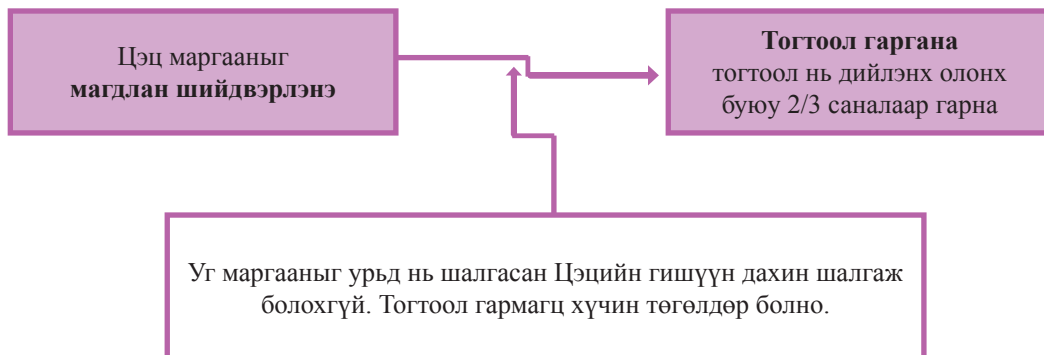 Цэц маргааныг
магдлан шийдвэрлэнэ
Тогтоол гаргана
тогтоол нь дийлэнх олонх
буюу 2/3 саналаар гарна
Уг маргааныг урьд нь шалгасан Цэцийн гишүүн дахин шалгаж
болохгүй. Тогтоол гармагц хүчин төгөлдөр болно.